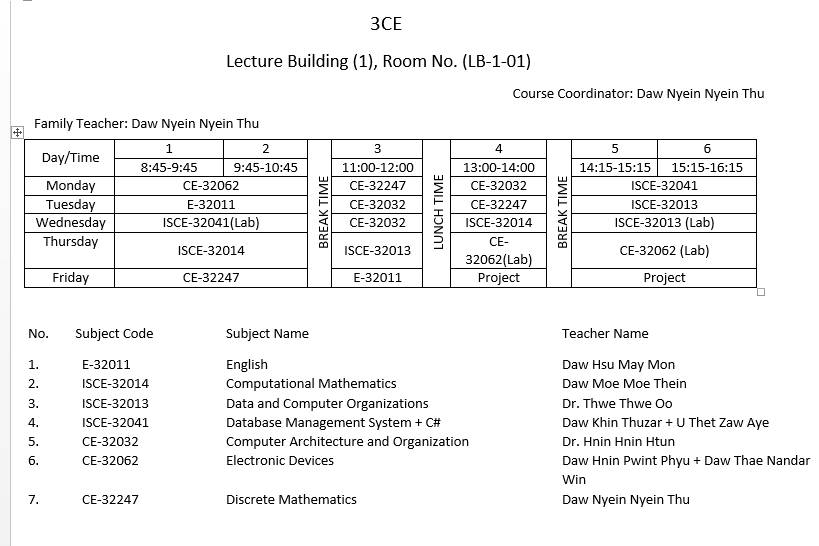 3CE
Lecture Building (1), Room No. (LB-1-01)
Course Coordinator: Daw Nyein Nyein Thu
Family Teacher: Daw Nyein Nyein Thu
Day/Time 1 2 BREAK TIME 3 LUNCH TIME 4 BREAK TIME 5 6
8:45-9:45 9:45-10:45 11:00-12:00 13:00-14:00 14:15-15:15 15:15-16:15
Monday CE-32062 CE-32247 CE-32032 ISCE-32041
Tuesday E-32011 CE-32032 CE-32247 ISCE-32013
Wednesday ISCE-32041(Lab) CE-32032 ISCE-32014 ISCE-32013 (Lab)
Thursday ISCE-32014 ISCE-32013 CE-
32062(Lab) CE-32062 (Lab)
Friday CE-32247 E-32011 Project Project
No. Subject Code Subject Name Teacher Name
1. E-32011 English Daw Hsu May Mon
2. ISCE-32014 Computational Mathematics Daw Moe Moe Thein
3. ISCE-32013 Data and Computer Organizations Dr. Thwe Thwe Oo
4. ISCE-32041 Database Management System + C# Daw Khin Thuzar + U Thet Zaw Aye
5. CE-32032 Computer Architecture and Organization Dr. Hnin Hnin Htun
6. CE-32062 Electronic Devices Daw Hnin Pwint Phyu + Daw Thae Nandar
Win
7. CE-32247 Discrete Mathematics Daw Nyein Nyein Thu